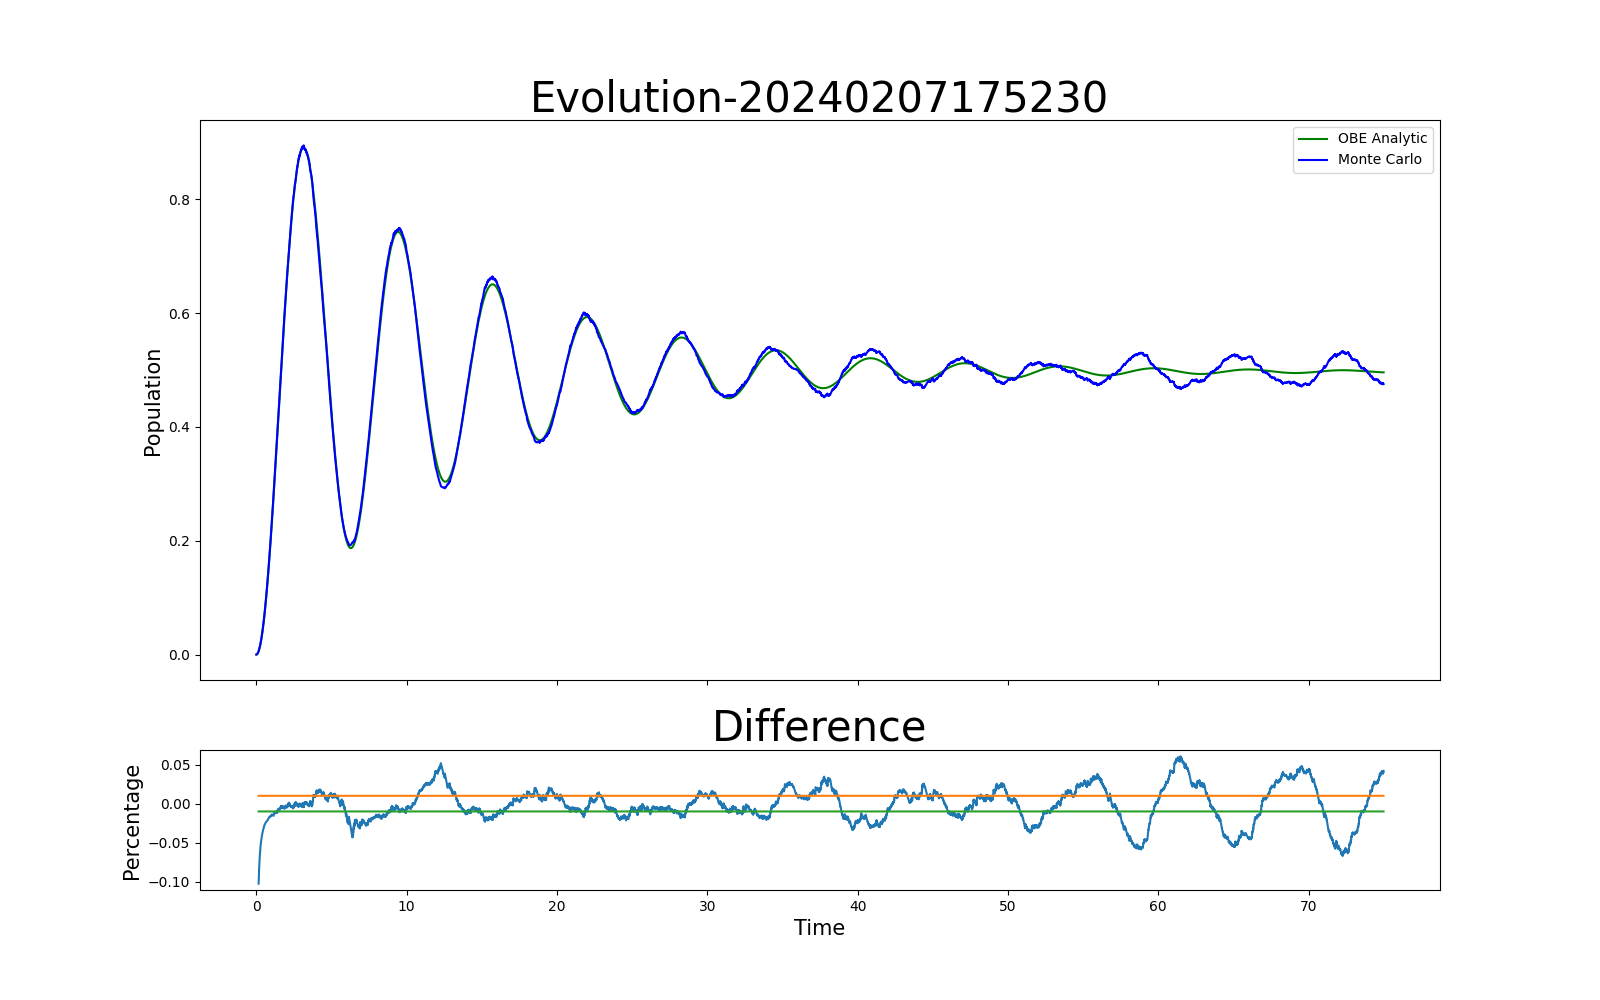 Evolution-20240207175230
OBE Analytic
Monte Carlo
0.8
0.6
0.4
0.2
0.0
Population
Difference
0.05
0.00
−0.05
−0.10
Percentage
0 10 20 30 40 50 60 70
Time